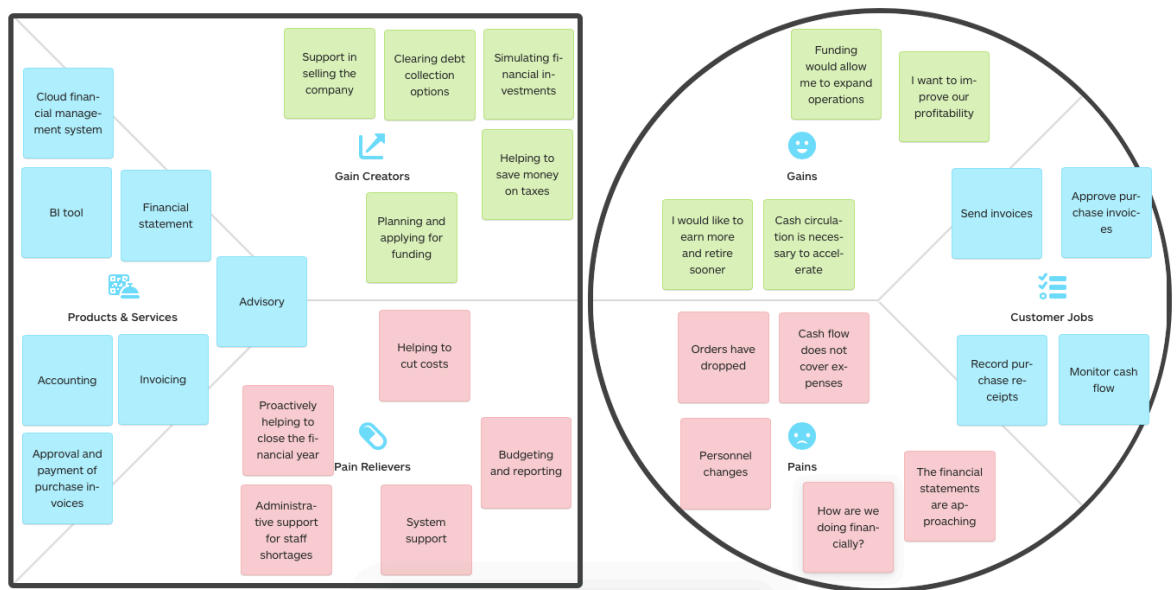 Cloud finan-
cial manage-
ment system
BI tool
Financial
statement
Products & Services
Advisory
Accounting
Invoicing
Approval and
payment of
purchase in-
voices
Support in
selling the
company
Clearing debt
collection
options
Simulating fi-
nancial in-
vestments
Gain Creators
Helping to
save money
on taxes
Planning and
applying for
funding
Helping to
cut costs
Proactively
helping to
close the fi-
nancial year
Pain Relievers
Budgeting
and reporting
Administra-
tive support
for staff
shortages
System
support
Funding
would allow
me to expand
operations
I want to im-
prove our
profitability
Gains
I would like to
earn more
and retire
sooner
Cash circula-
tion is neces-
sary to accel-
erate
Send invoices
Approve pur-
chase invoic-
es
Customer Jobs
Record pur-
chase re-
ceipts
Monitor cash
flow
Orders have
dropped
Cash flow
does not
cover ex-
penses
Personnel
changes
Pains
How are we
doing finan-
cially?
The financial
statements
are ap-
proaching